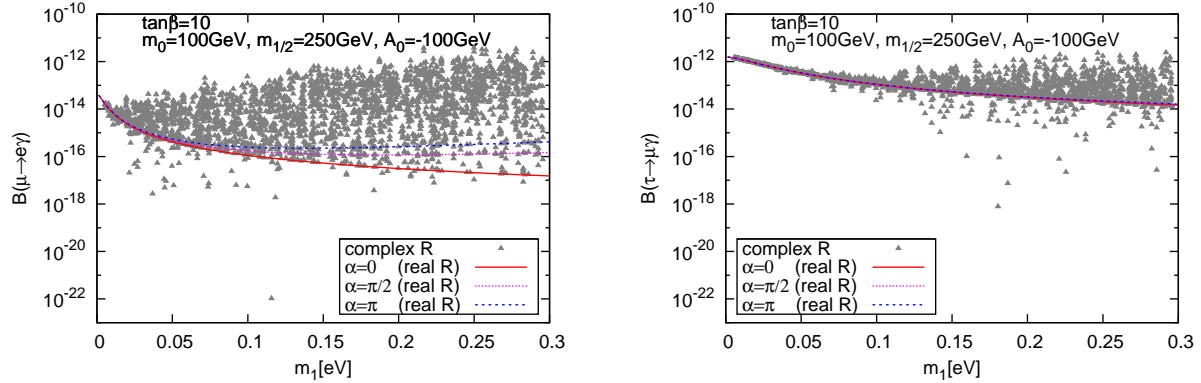 tanβ=10
m₀=100GeV, m₁/₂=250GeV, A₀=-100GeV
B(μ→eγ)
10⁻¹⁰
10⁻¹²
10⁻¹⁴
10⁻¹⁶
10⁻¹⁸
10⁻²⁰
10⁻²²
complex R
α=0 (real R)
α=π/2 (real R)
α=π (real R)
0 0.05 0.1 0.15 0.2 0.25 0.3
m₁[eV]
tanβ=10
m₀=100GeV, m₁/₂=250GeV, A₀=-100GeV
B(τ→μγ)
10⁻¹⁰
10⁻¹²
10⁻¹⁴
10⁻¹⁶
10⁻¹⁸
10⁻²⁰
10⁻²²
complex R
α=0 (real R)
α=π/2 (real R)
α=π (real R)
0 0.05 0.1 0.15 0.2 0.25 0.3
m₁[eV]